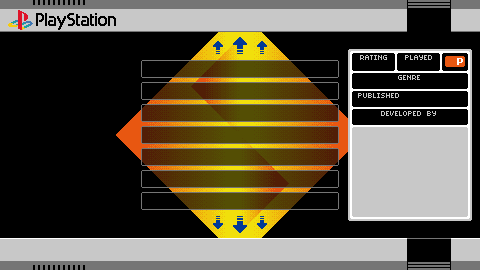 PlayStation
RATING PLAYED P
GENRE
PUBLISHED
DEVELOPED BY